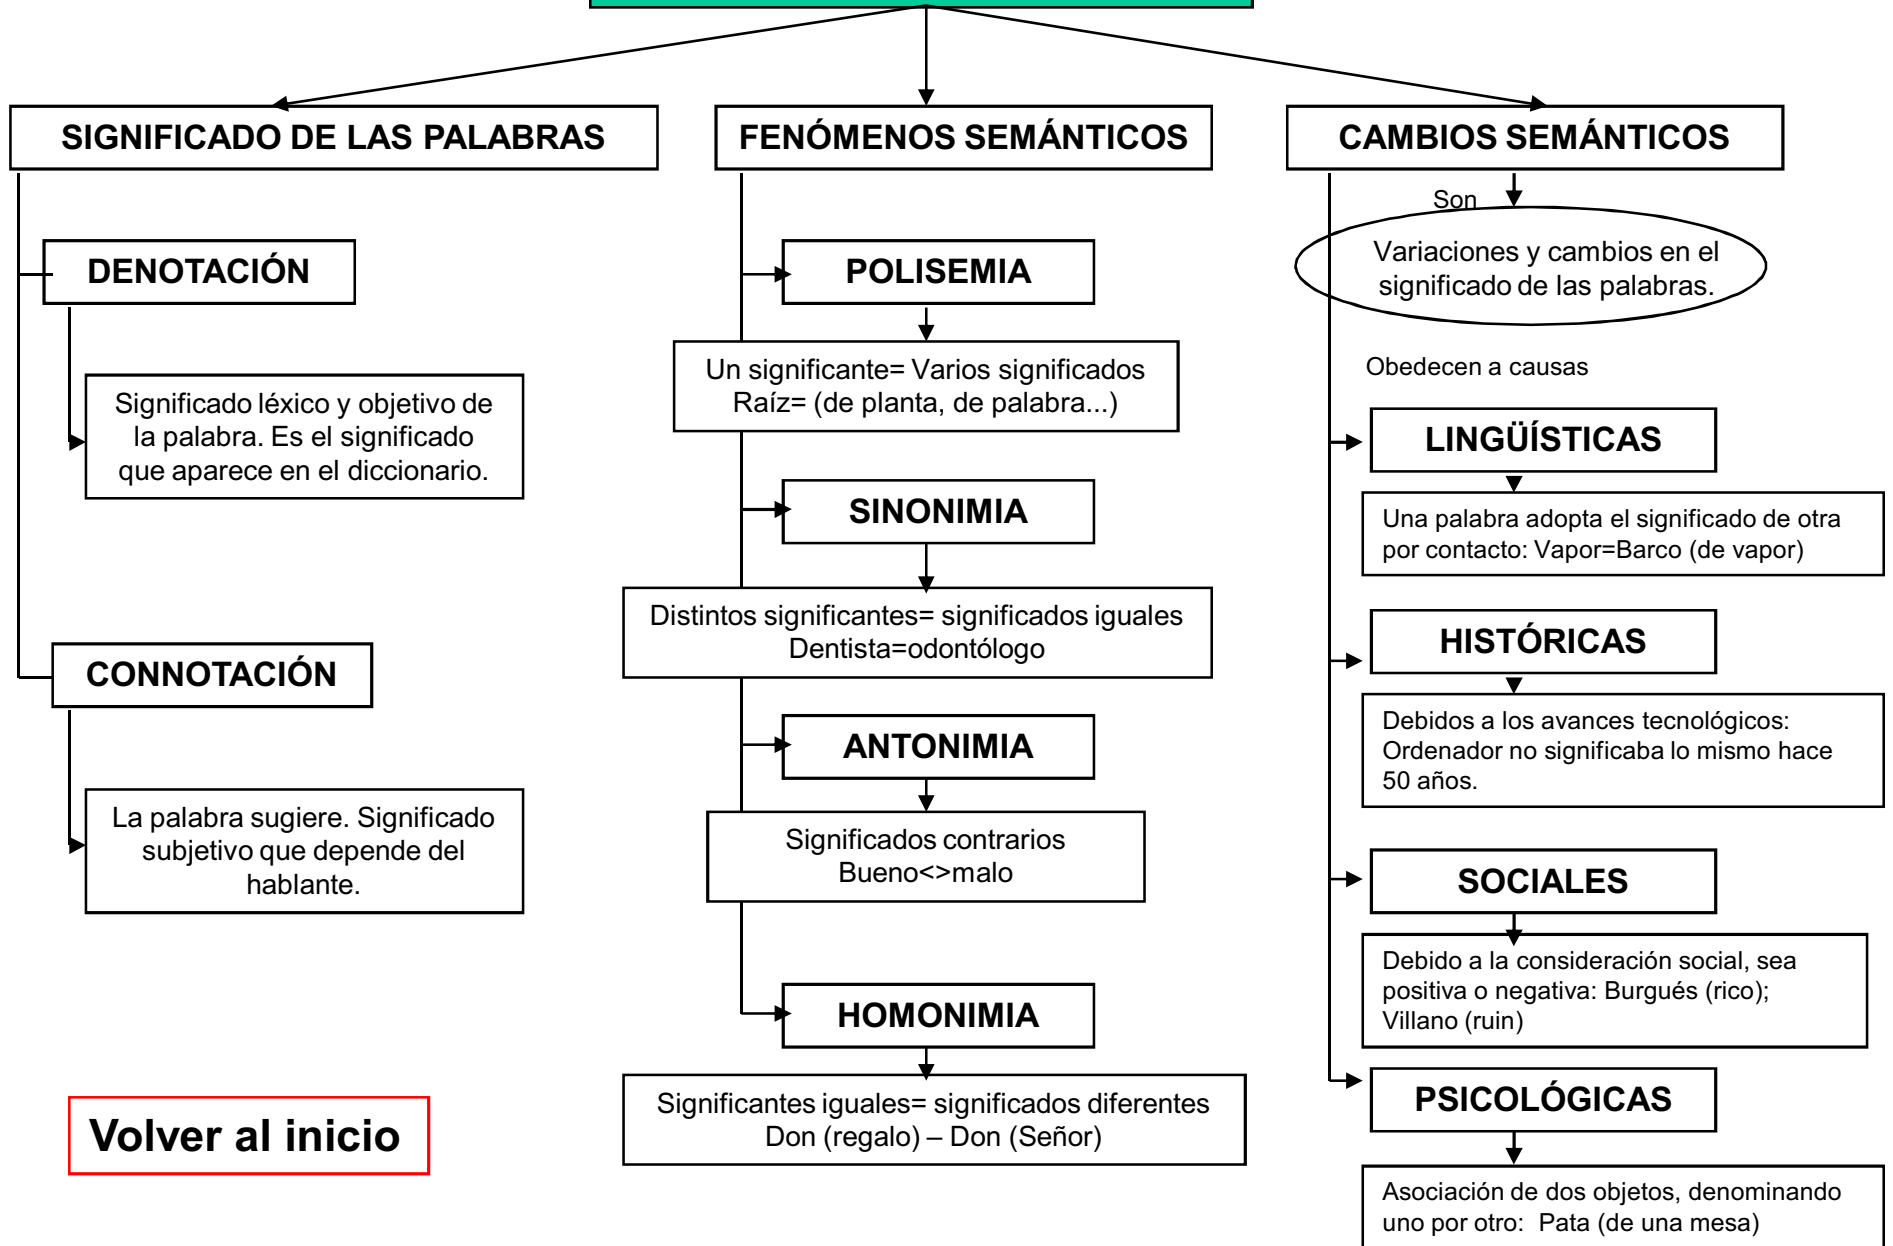 SIGNIFICADO DE LAS PALABRAS
DENOTACIÓN
Significado léxico y objetivo de
la palabra. Es el significado
que aparece en el diccionario.
CONNOTACIÓN
La palabra sugiere. Significado
subjetivo que depende del
hablante.
Volver al inicio
FENÓMENOS SEMÁNTICOS
POLISEMIA
Un significante= Varios significados
Raíz= (de planta, de palabra...)
SINONIMIA
Distintos significantes= significados iguales
Dentista=odontólogo
ANTONIMIA
Significados contrarios
Bueno<>malo
HOMONIMIA
Significantes iguales= significados diferentes
Don (regalo) – Don (Señor)
CAMBIOS SEMÁNTICOS
Son
Variaciones y cambios en el
significado de las palabras.
Obedecen a causas
LINGÜÍSTICAS
Una palabra adopta el significado de otra
por contacto: Vapor=Barco (de vapor)
HISTÓRICAS
Debidos a los avances tecnológicos:
Ordenador no significaba lo mismo hace
50 años.
SOCIALES
Debido a la consideración social, sea
positiva o negativa: Burgués (rico);
Villano (ruin)
PSICOLÓGICAS
Asociación de dos objetos, denominando
uno por otro: Pata (de una mesa)